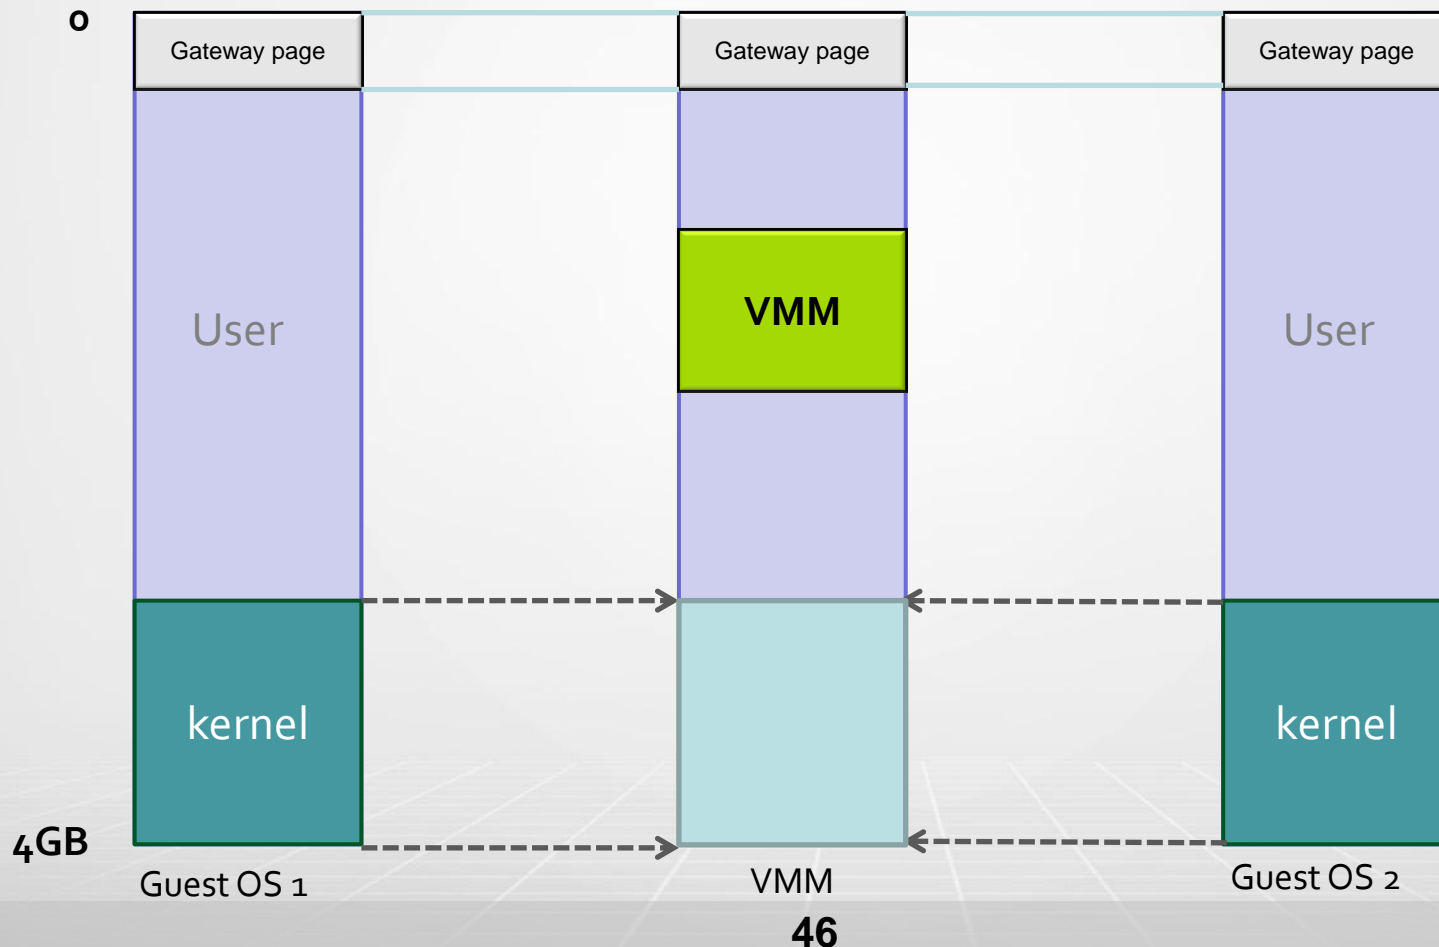 0
Gateway page
Gateway page
Gateway page
VMM
User
User
kernel
kernel
4GB
Guest OS 1
VMM
Guest OS 2
46